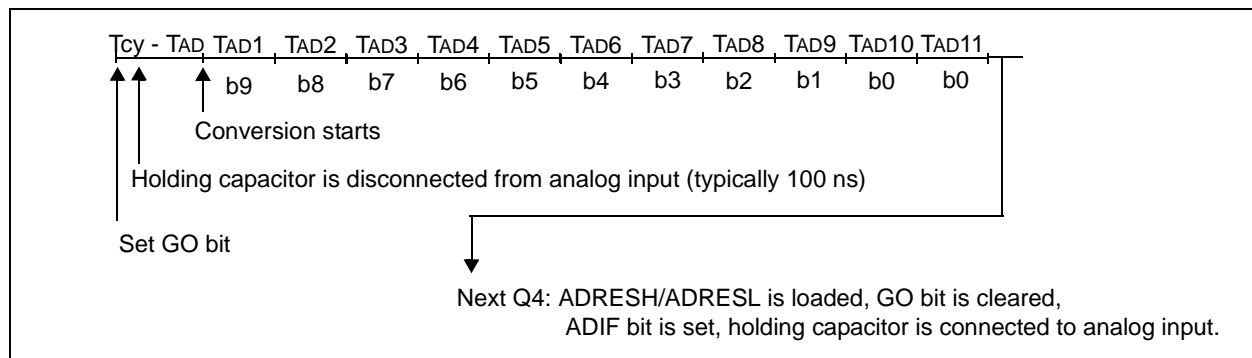 Tcy - TAD TAD1 TAD2 TAD3 TAD4 TAD5 TAD6 TAD7 TAD8 TAD9 TAD10 TAD11
b9 b8 b7 b6 b5 b4 b3 b2 b1 b0 b0
Conversion starts
Holding capacitor is disconnected from analog input (typically 100 ns)
Set GO bit
Next Q4: ADRESH/ADRESL is loaded, GO bit is cleared,
ADIF bit is set, holding capacitor is connected to analog input.